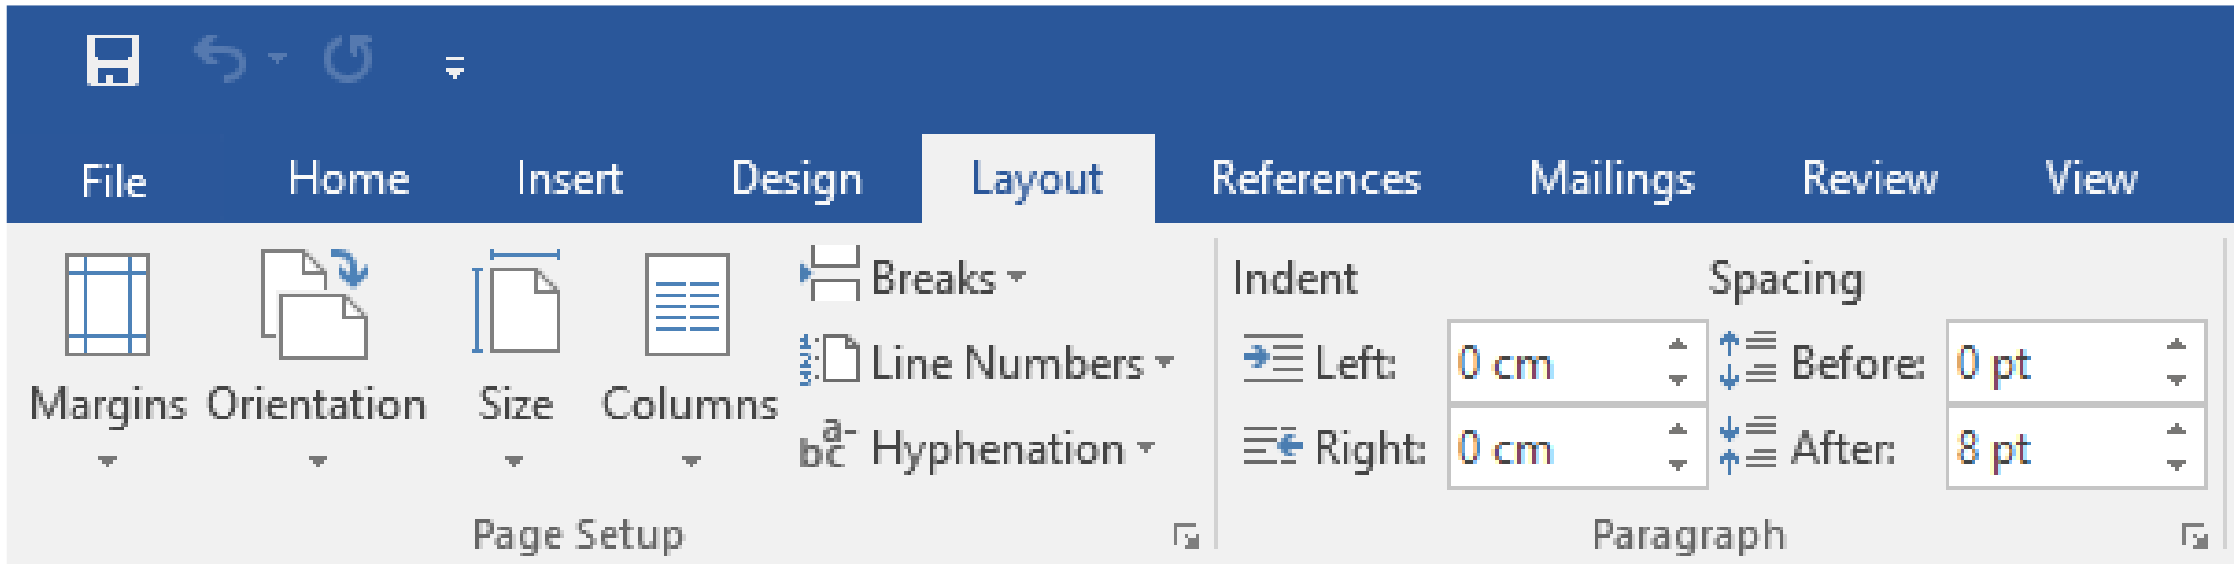 File Home Insert Design Layout References Mailings Review View
Margins Orientation Size Columns
Breaks
Line Numbers
bc a- Hyphenation
Page Setup
Indent Spacing
Left: 0 cm Before: 0 pt
Right: 0 cm After: 8 pt
Paragraph